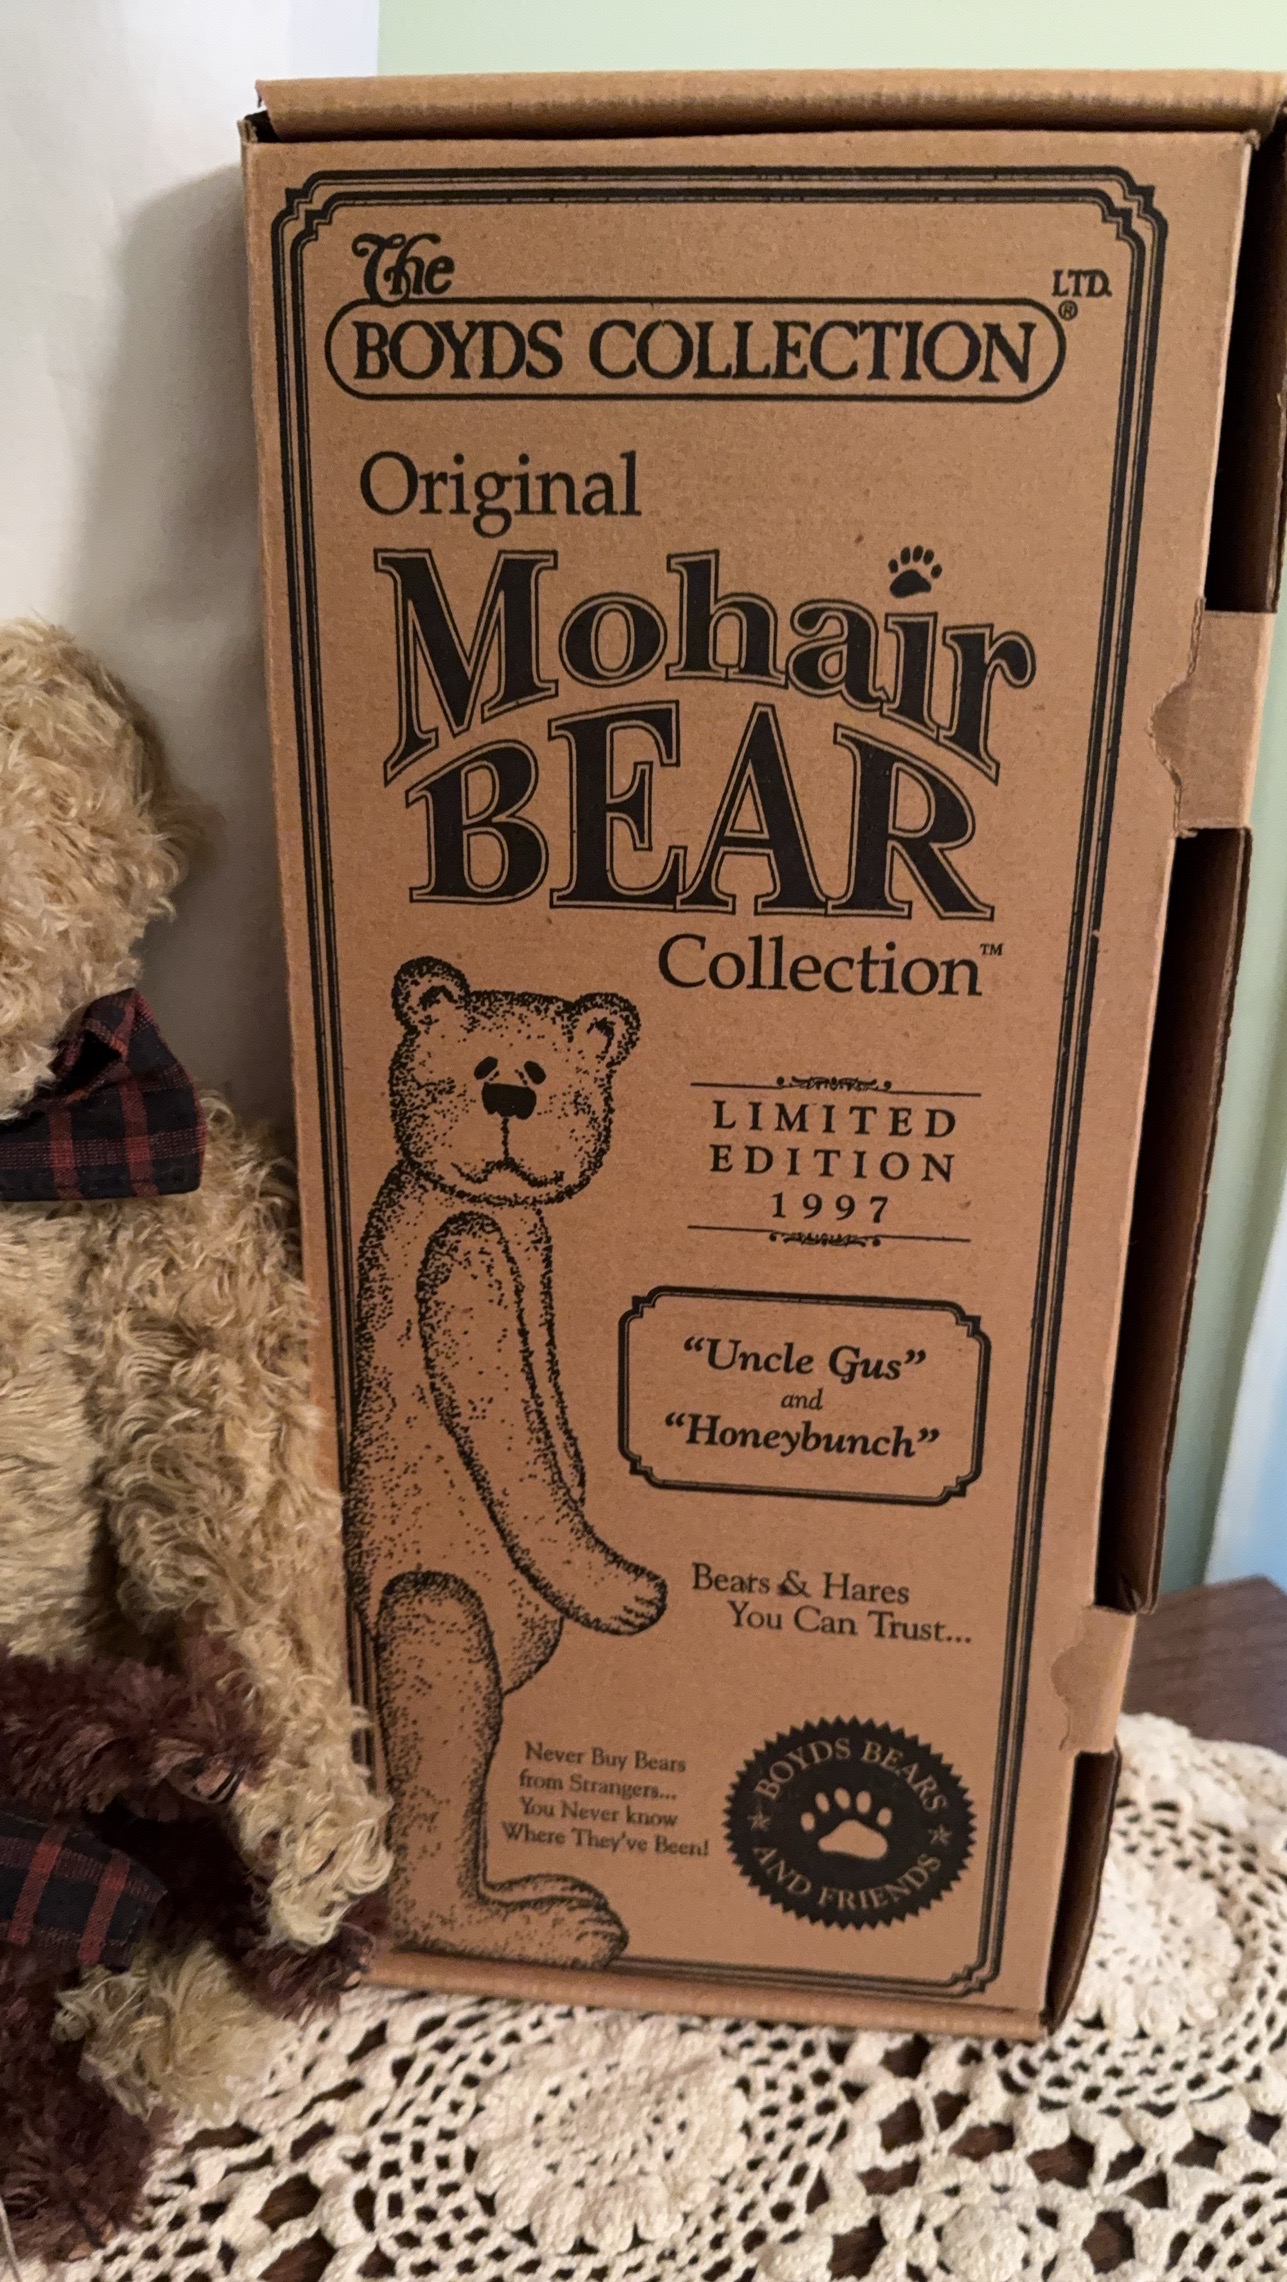 The
LTD.
BOYDS COLLECTION®
Original
Mohair
BEAR
Collection™
LIMITED
EDITION
1997
“Uncle Gus”
and
“Honeybunch”
Bears & Hares
You Can Trust...
Never Buy Bears
from Strangers...
You Never know
Where They've Been!
BOYDS BEARS
AND FRIENDS